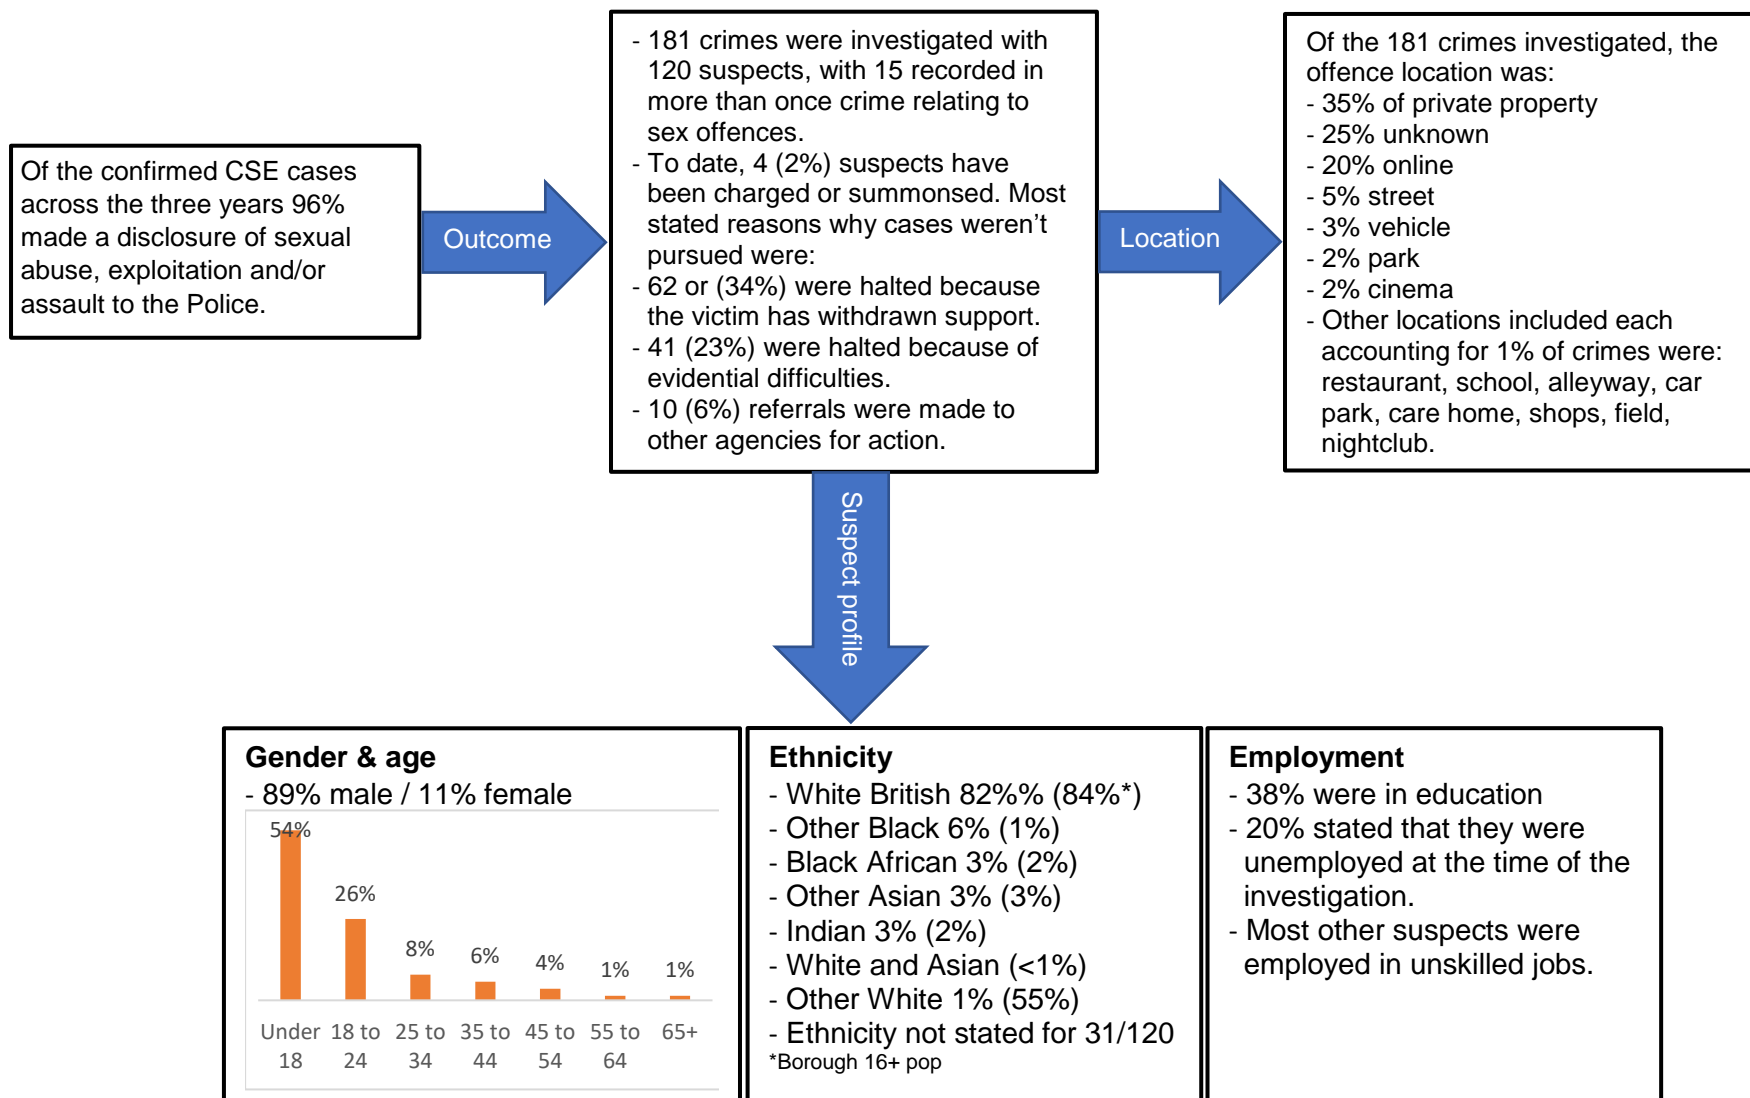 Of the confirmed CSE cases
across the three years 96%
made a disclosure of sexual
abuse, exploitation and/or
assault to the Police.
Outcome
- 181 crimes were investigated with
120 suspects, with 15 recorded in
more than once crime relating to
sex offences.
- To date, 4 (2%) suspects have
been charged or summonsed. Most
stated reasons why cases weren't
pursued were:
- 62 or (34%) were halted because
the victim has withdrawn support.
- 41 (23%) were halted because of
evidential difficulties.
- 10 (6%) referrals were made to
other agencies for action.
Location
Of the 181 crimes investigated, the
offence location was:
- 35% of private property
- 25% unknown
- 20% online
- 5% street
- 3% vehicle
- 2% park
- 2% cinema
- Other locations included each
accounting for 1% of crimes were:
restaurant, school, alleyway, car
park, care home, shops, field,
nightclub.
Suspect profile
Gender & age
- 89% male / 11% female
54%
26%
8%
6%
4%
1%
1%
Under 18
18 to 24
25 to 34
35 to 44
45 to 54
55 to 64
65+
Ethnicity
- White British 82%% (84%*)
- Other Black 6% (1%)
- Black African 3% (2%)
- Other Asian 3% (3%)
- Indian 3% (2%)
- White and Asian (<1%)
- Other White 1% (55%)
- Ethnicity not stated for 31/120
*Borough 16+ pop
Employment
- 38% were in education
- 20% stated that they were
unemployed at the time of the
investigation.
- Most other suspects were
employed in unskilled jobs.